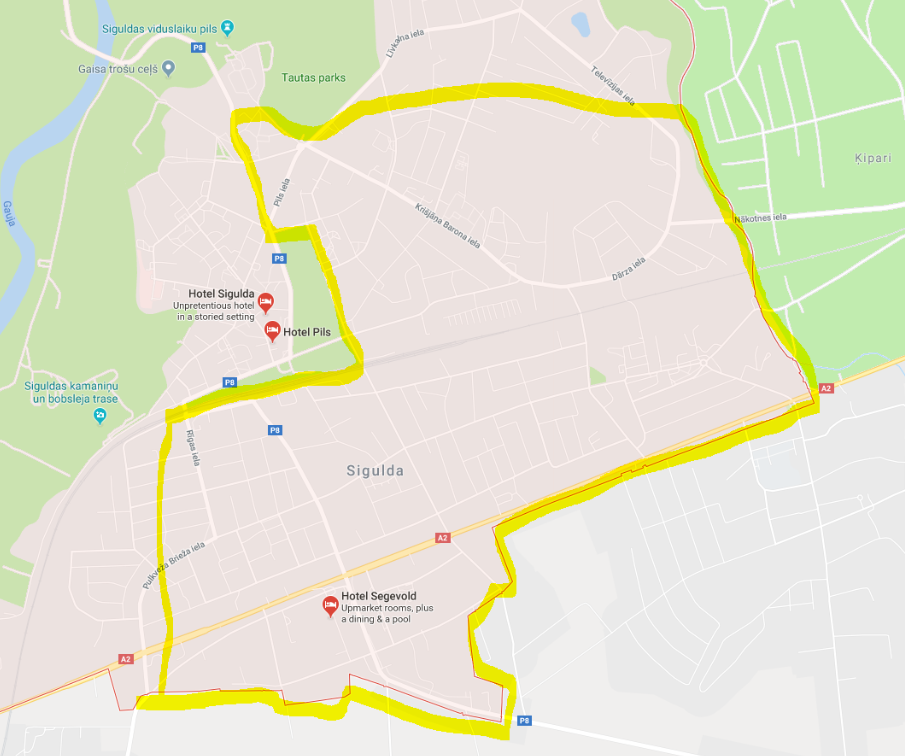 Siguldas viduslaiku pils
P8
Līvkalna iela
Gaisa trošu ceļš
Tautas parks
Televīzijas iela
Ķipari
Pils iela
Gauja
Krišjāņa Barona iela
Nākotnes iela
P8
Dārza iela
Hotel Sigulda
Unpretentious hotel
in a storied setting
Hotel Pils
P8
Siguldas kamaniņu
un bobsleja trase
A2
P8
Rīgas iela
Sigulda
A2
Pulkveža Brieža iela
Hotel Segevold
Upmarket rooms, plus
a dining & a pool
A2
P8